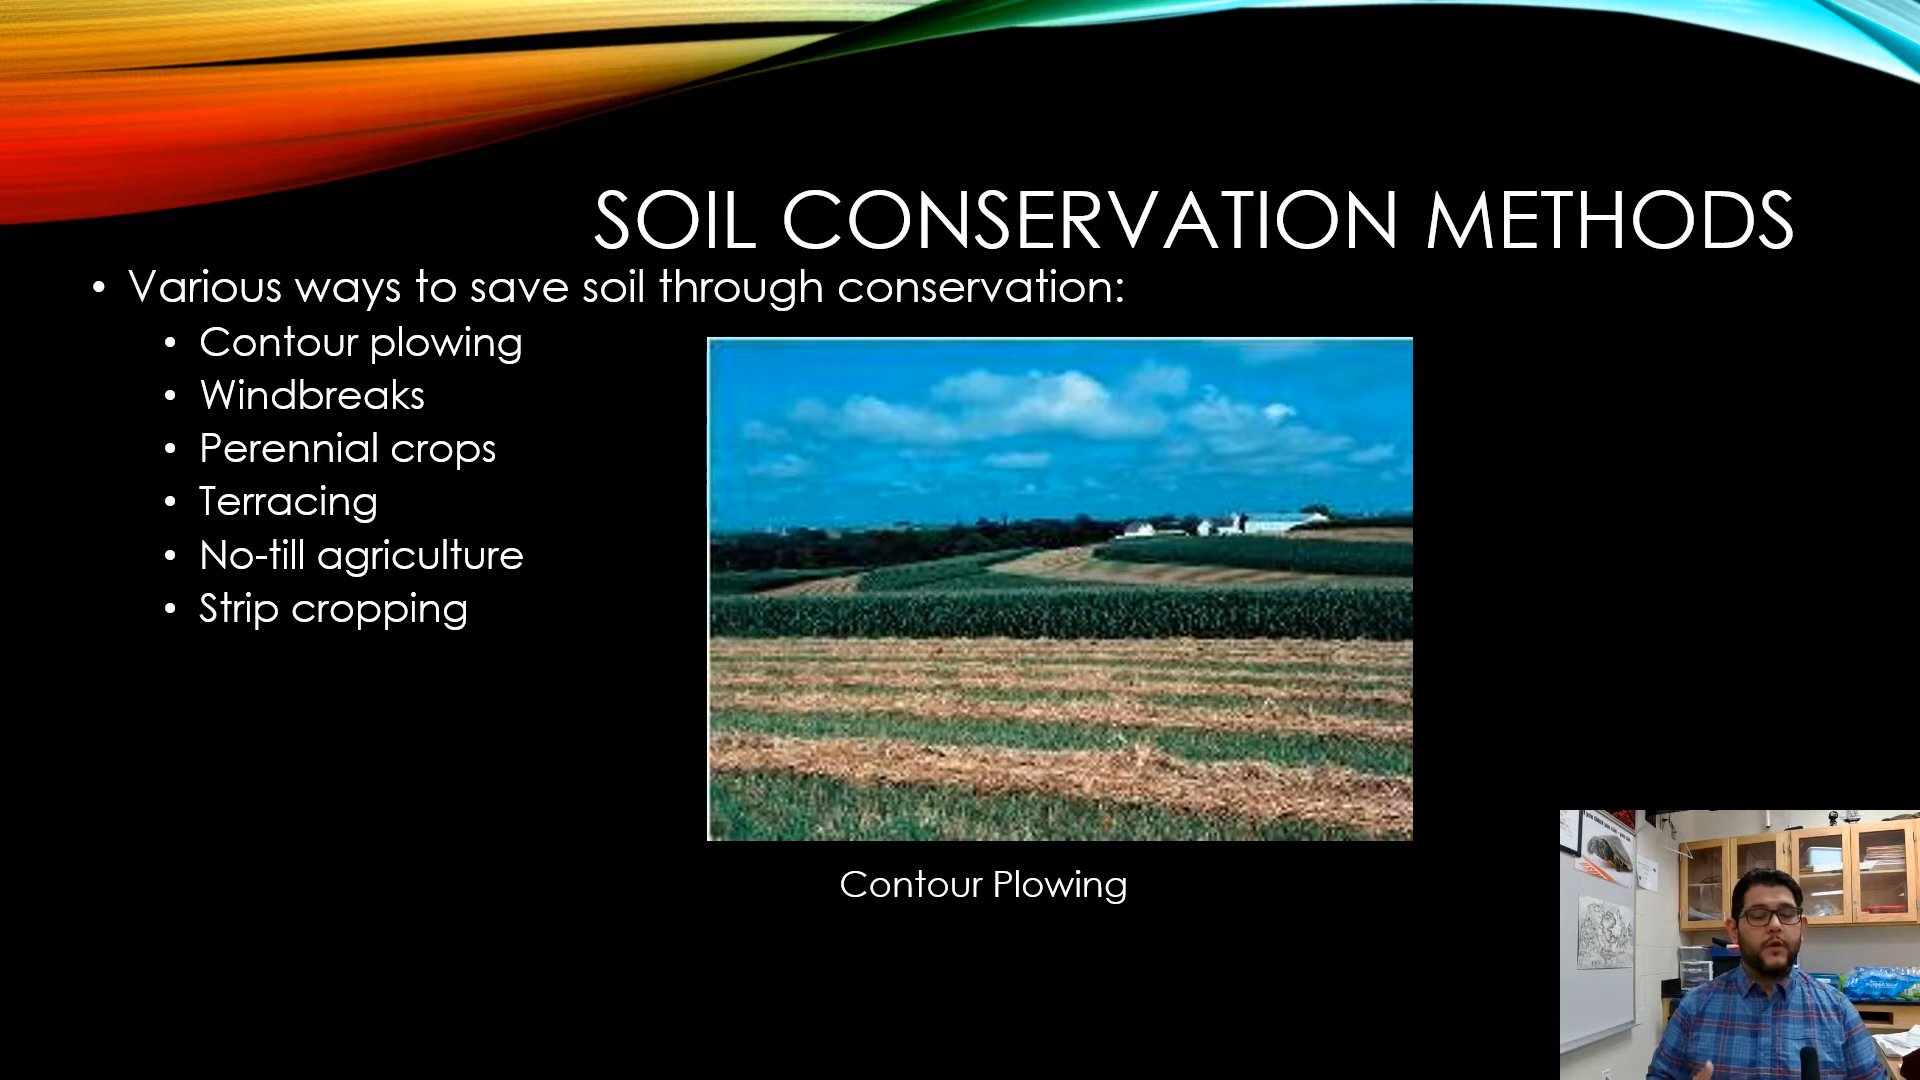 SOIL CONSERVATION METHODS
• Various ways to save soil through conservation:
• Contour plowing
• Windbreaks
• Perennial crops
• Terracing
• No-till agriculture
• Strip cropping
Contour Plowing